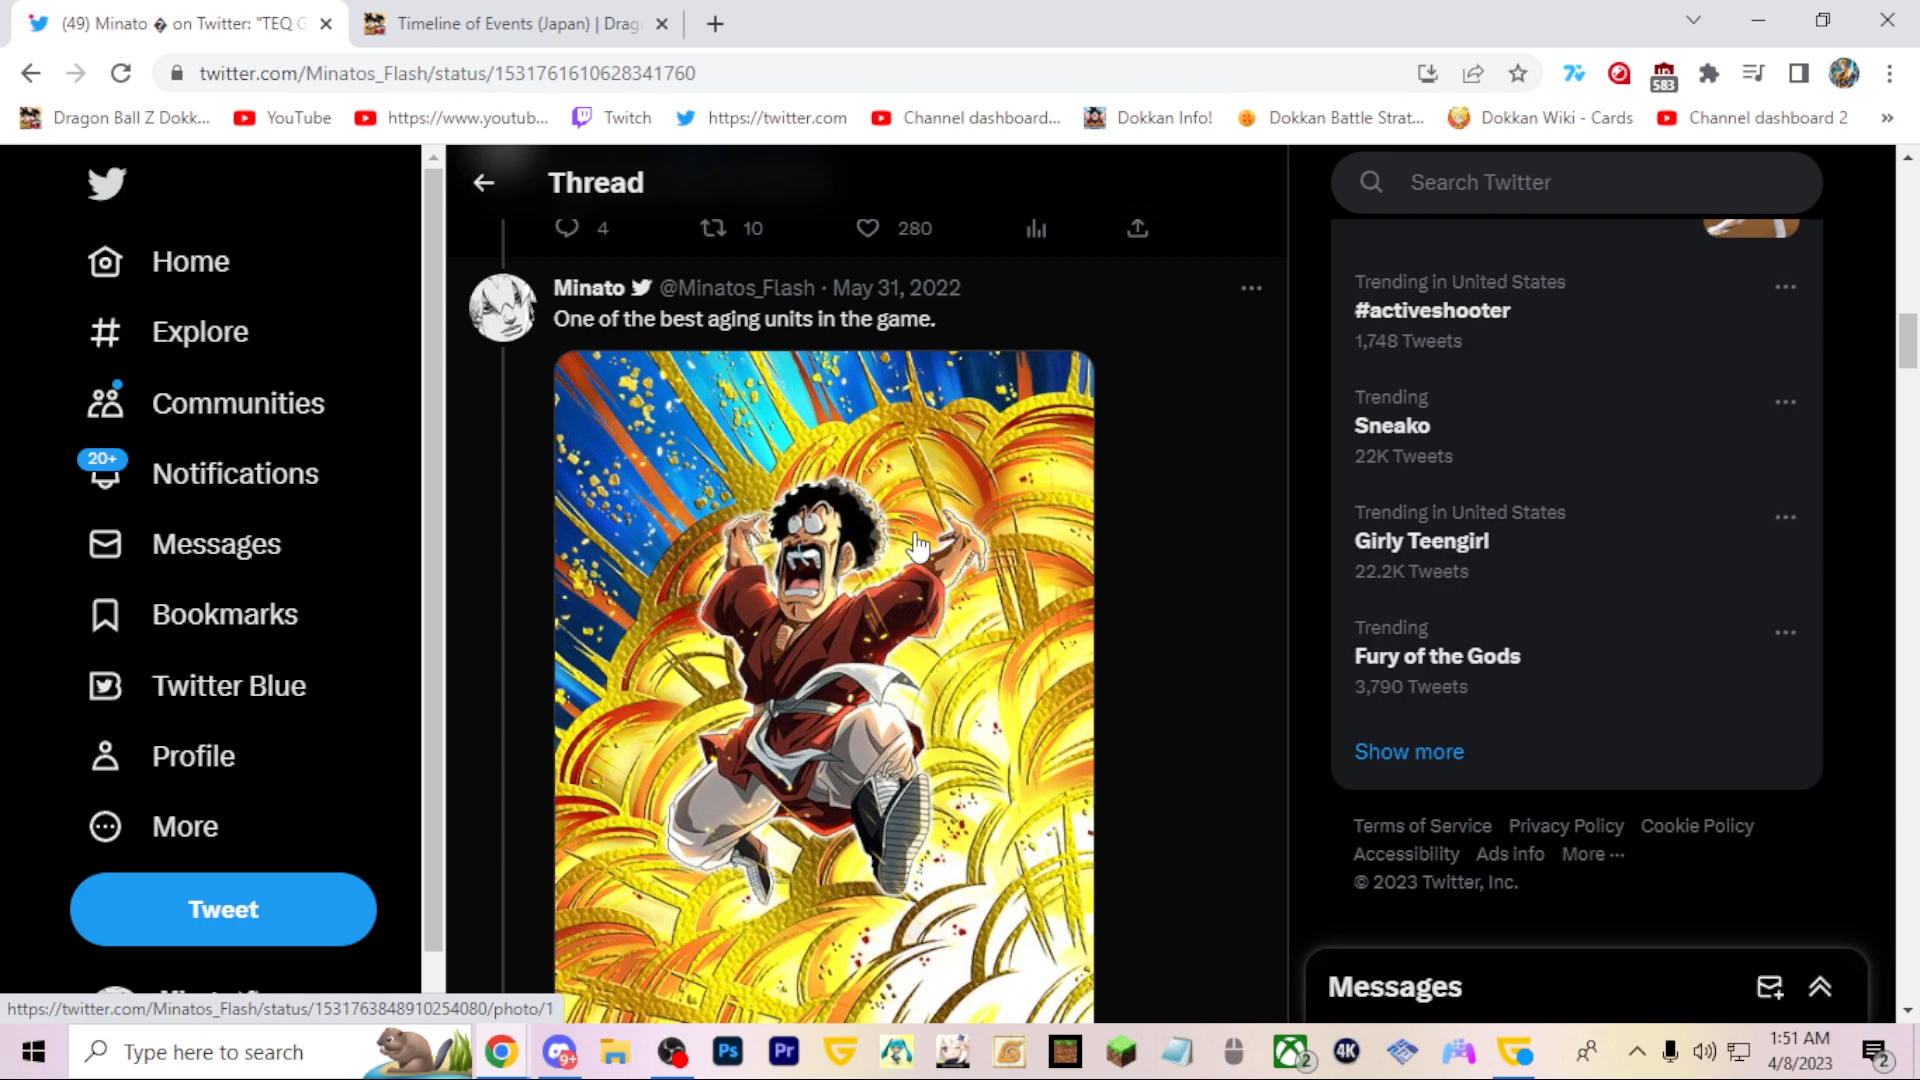 (49) Minato � on Twitter: "TEQ G
Timeline of Events (Japan) | Drag
twitter.com/Minatos_Flash/status/1531761610628341760
583
Dragon Ball Z Dokk...
YouTube
https://www.youtub...
Twitch
https://twitter.com
Channel dashboard...
Dokkan Info!
Dokkan Battle Strat...
Dokkan Wiki - Cards
Channel dashboard 2
»
Home
Explore
Communities
20+
Notifications
Messages
Bookmarks
Twitter Blue
Profile
More
Tweet
Thread
4
10
280
Minato @Minatos_Flash · May 31, 2022
One of the best aging units in the game.
Search Twitter
Trending in United States
#activeshooter
1,748 Tweets
Trending
Sneako
22K Tweets
Trending in United States
Girly Teengirl
22.2K Tweets
Trending
Fury of the Gods
3,790 Tweets
Show more
Terms of Service Privacy Policy Cookie Policy
Accessibility Ads info More ···
© 2023 Twitter, Inc.
Messages
https://twitter.com/Minatos_Flash/status/1531763848910254080/photo/1
Type here to search
9+
Ps
Pr
2
4K
1:51 AM
4/8/2023
2